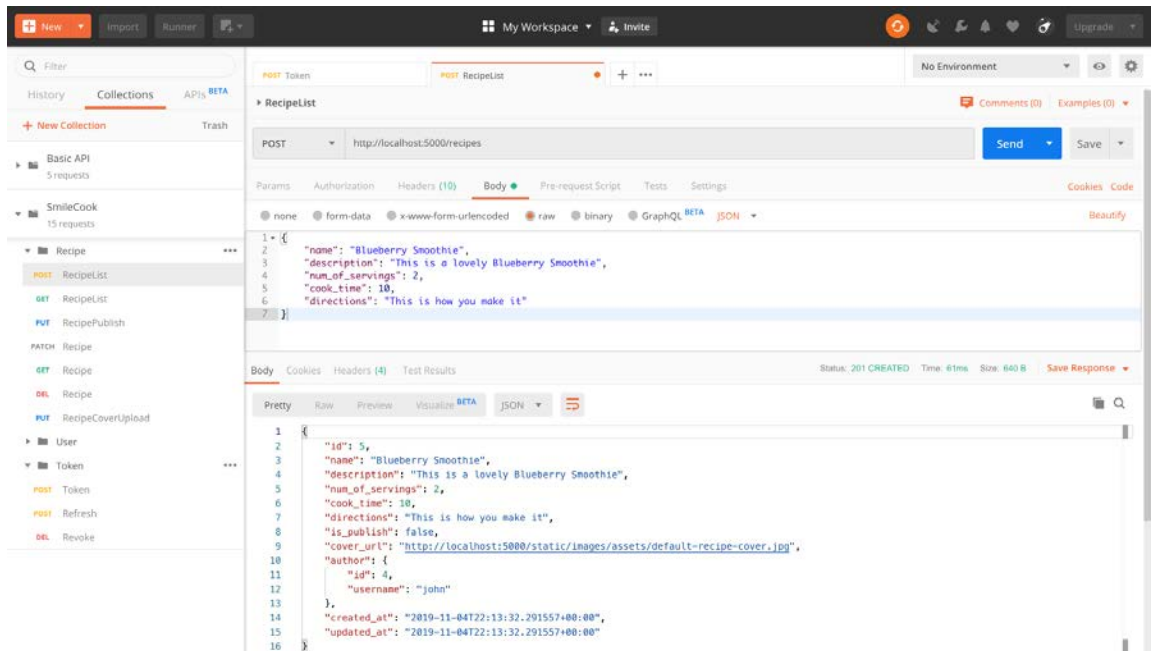 New Import Runner My Workspace Invite Upgrade
Filter
History Collections APIs BETA
+ New Collection Trash
Basic API
5 requests
SmileCook
15 requests
Recipe
POST RecipeList
GET RecipeList
PUT RecipePublish
PATCH Recipe
GET Recipe
DEL Recipe
PUT RecipeCoverUpload
User
Token
POST Token
POST Refresh
DEL Revoke
POST Token POST RecipeList + ••• No Environment
RecipeList Comments (0) Examples (0)
POST http://localhost:5000/recipes Send Save
Params Authorization Headers (10) Body Pre-request Script Tests Settings Cookies Code
none form-data x-www-form-urlencoded raw binary GraphQL BETA JSON Beautify
1 {
2 "name": "Blueberry Smoothie",
3 "description": "This is a lovely Blueberry Smoothie",
4 "num_of_servings": 2,
5 "cook_time": 10,
6 "directions": "This is how you make it"
7 }
Body Cookies Headers (4) Test Results Status: 201 CREATED Time: 61ms Size: 640 B Save Response
Pretty Raw Preview Visualize BETA JSON
1 {
2 "id": 5,
3 "name": "Blueberry Smoothie",
4 "description": "This is a lovely Blueberry Smoothie",
5 "num_of_servings": 2,
6 "cook_time": 10,
7 "directions": "This is how you make it",
8 "is_publish": false,
9 "cover_url": "http://localhost:5000/static/images/assets/default-recipe-cover.jpg",
10 "author": {
11 "id": 4,
12 "username": "john"
13 },
14 "created_at": "2019-11-04T22:13:32.291557+00:00",
15 "updated_at": "2019-11-04T22:13:32.291557+00:00"
16 }